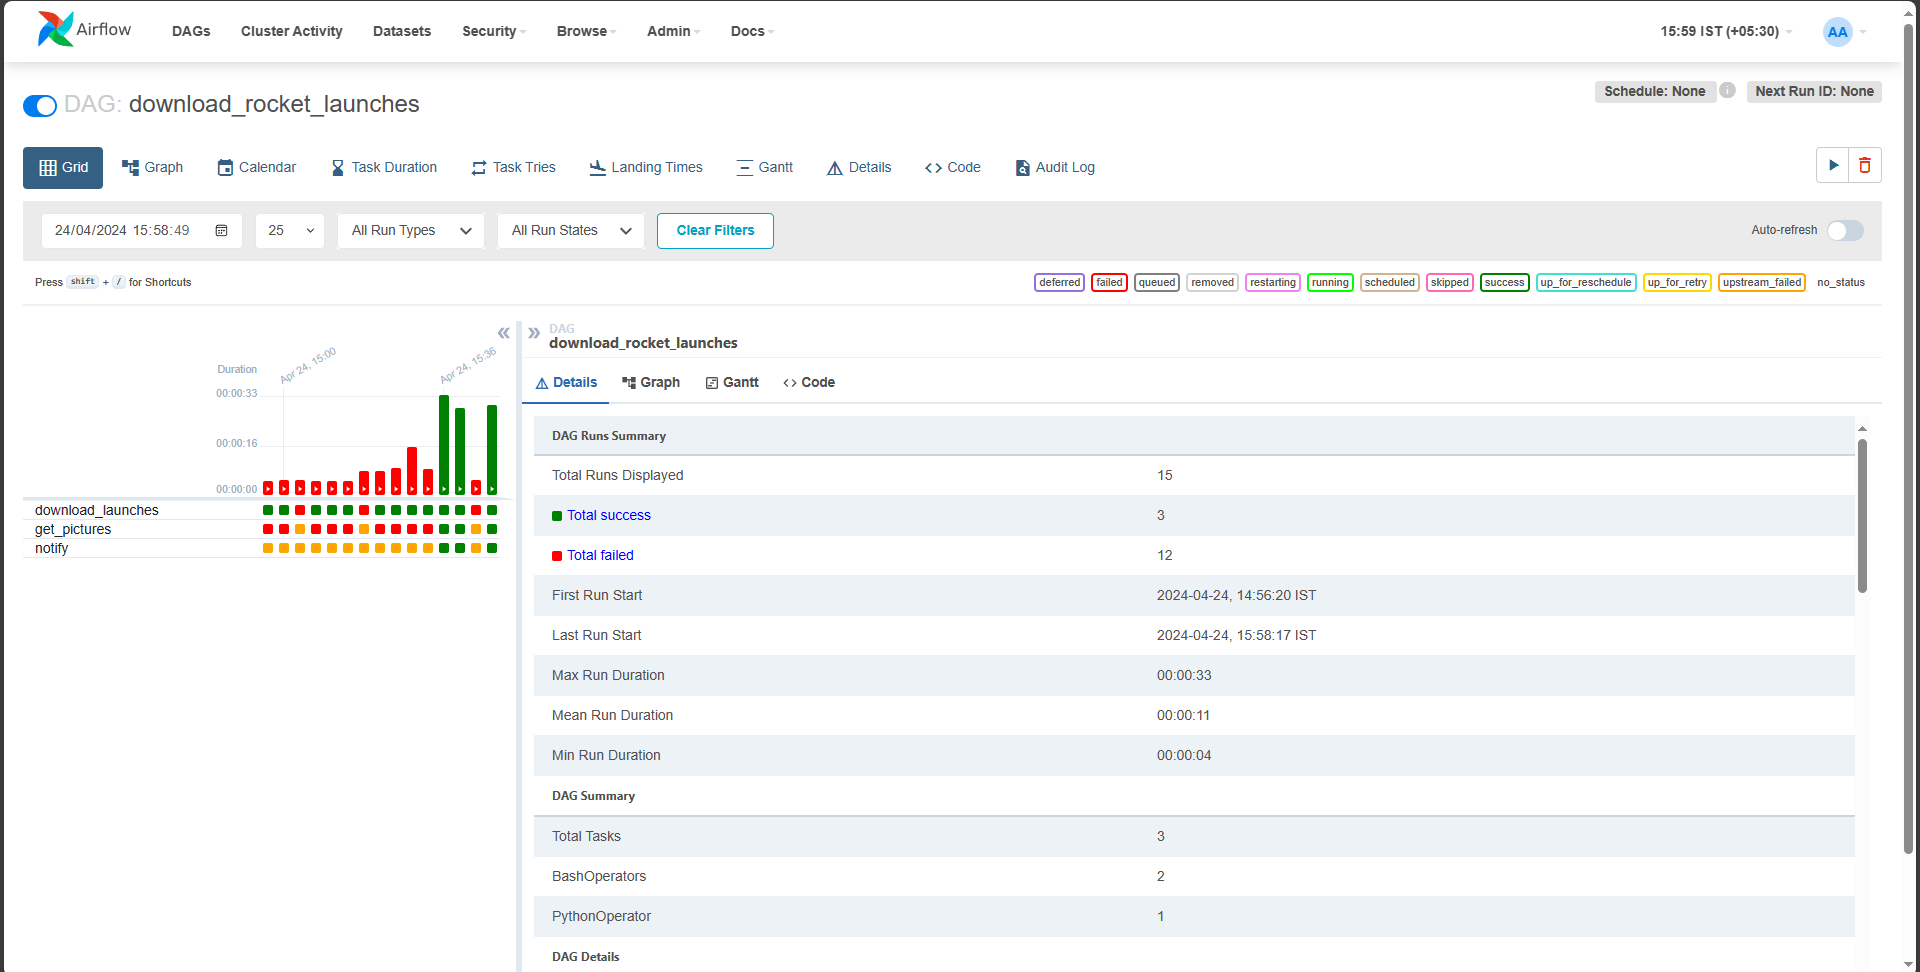 Airflow DAGs Cluster Activity Datasets Security Browse Admin Docs 15:59 IST (+05:30) AA
DAG: download_rocket_launches
Schedule: None i Next Run ID: None
Grid Graph Calendar Task Duration Task Tries Landing Times Gantt Details Code Audit Log
24/04/2024 15:58:49 25 All Run Types All Run States Clear Filters Auto-refresh
Press shift + / for Shortcuts
deferred failed queued removed restarting running scheduled skipped success up_for_reschedule up_for_retry upstream_failed no_status
Duration
Apr 24, 15:00
Apr 24, 15:36
00:00:33
00:00:16
00:00:00
download_launches
get_pictures
notify
DAG
download_rocket_launches
Details Graph Gantt Code
DAG Runs Summary
Total Runs Displayed 15
Total success 3
Total failed 12
First Run Start 2024-04-24, 14:56:20 IST
Last Run Start 2024-04-24, 15:58:17 IST
Max Run Duration 00:00:33
Mean Run Duration 00:00:11
Min Run Duration 00:00:04
DAG Summary
Total Tasks 3
BashOperators 2
PythonOperator 1
DAG Details